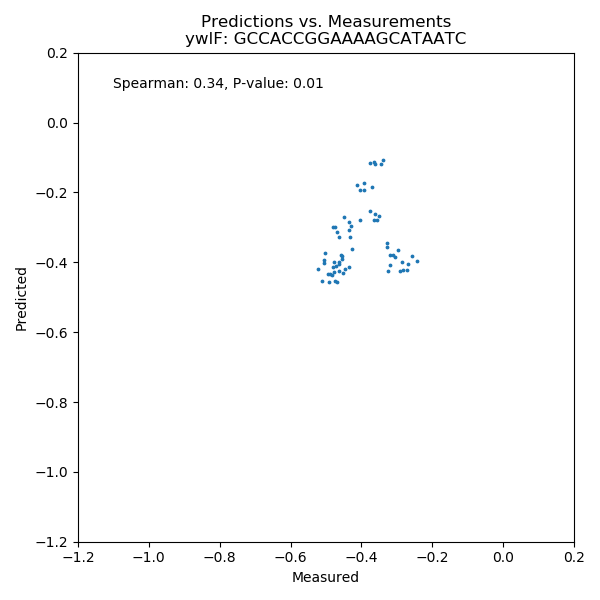 Predictions vs. Measurements
ywlF: GCCACCGGAAAAGCATAATC
Spearman: 0.34, P-value: 0.01
0.2
0.0
−0.2
−0.4
−0.6
−0.8
−1.0
−1.2
Predicted
−1.2 −1.0 −0.8 −0.6 −0.4 −0.2 0.0 0.2
Measured